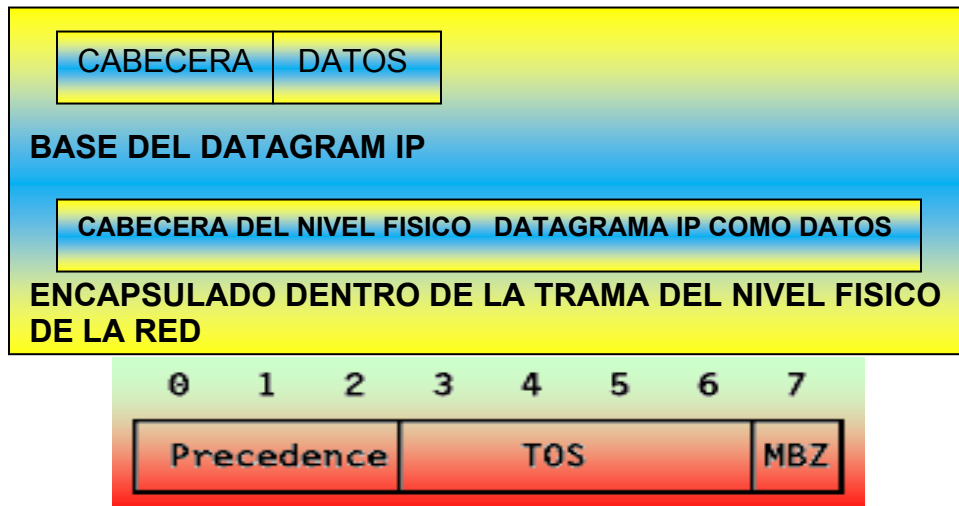 CABECERA DATOS
BASE DEL DATAGRAM IP
CABECERA DEL NIVEL FISICO DATAGRAMA IP COMO DATOS
ENCAPSULADO DENTRO DE LA TRAMA DEL NIVEL FISICO
DE LA RED
0 1 2 3 4 5 6 7
Precedence TOS MBZ